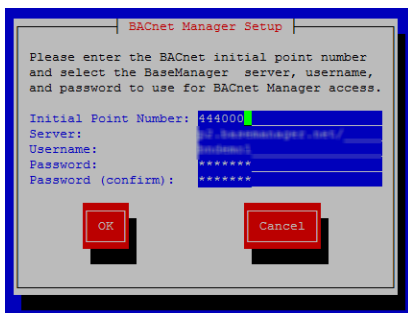 BACnet Manager Setup
Please enter the BACnet initial point number
and select the BaseManager server, username,
and password to use for BACnet Manager access.
Initial Point Number: 444000
Server:
Username:
Password: *******
Password (confirm): *******
OK Cancel